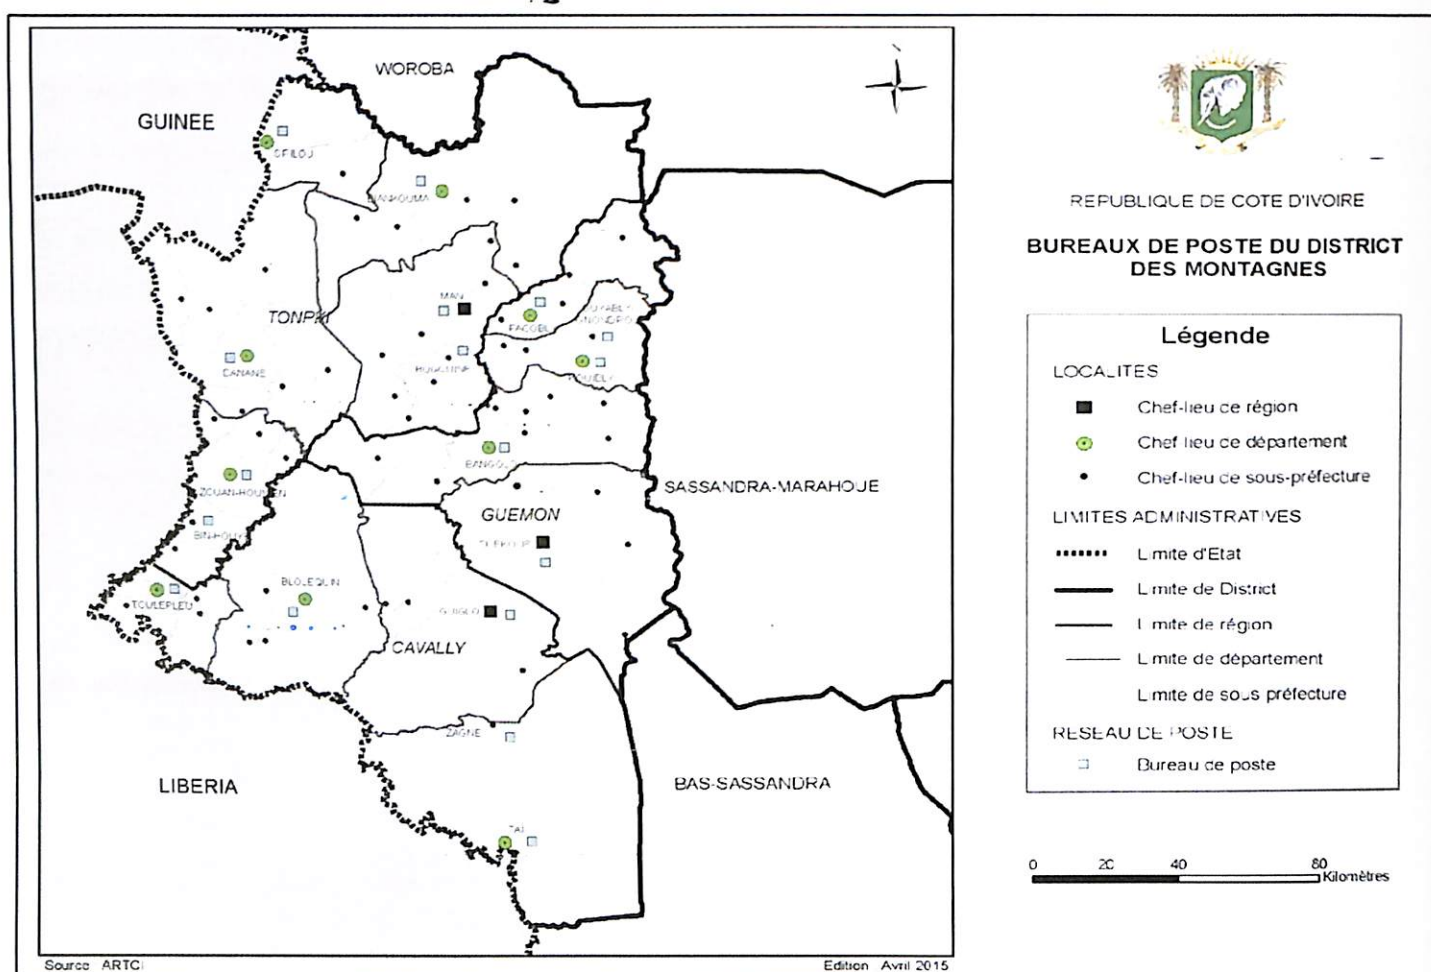 WOROBA
GUINEE
BIANKOUMA
MAN
TONPKI
FACOBLY
DANANE
BANGOLO
SASSANDRA-MARAHOUE
ZOUAN-HOUNIEN
GUEMON
BIN-HOUYE
BLOLEQUIN
TOULEPLEU
GUIGLO
CAVALLY
ZAGNE
LIBERIA
BAS-SASSANDRA
TAI
Source ARTCI
Edition Avril 2015
REPUBLIQUE DE COTE D'IVOIRE
BUREAUX DE POSTE DU DISTRICT
DES MONTAGNES
Légende
LOCALITES
Chef-lieu de région
Chef lieu de département
Chef-lieu de sous-préfecture
LIMITES ADMINISTRATIVES
Limite d'Etat
Limite de District
Limite de région
Limite de département
Limite de sous préfecture
RESEAU DE POSTE
Bureau de poste
0 20 40 80
Kilomètres